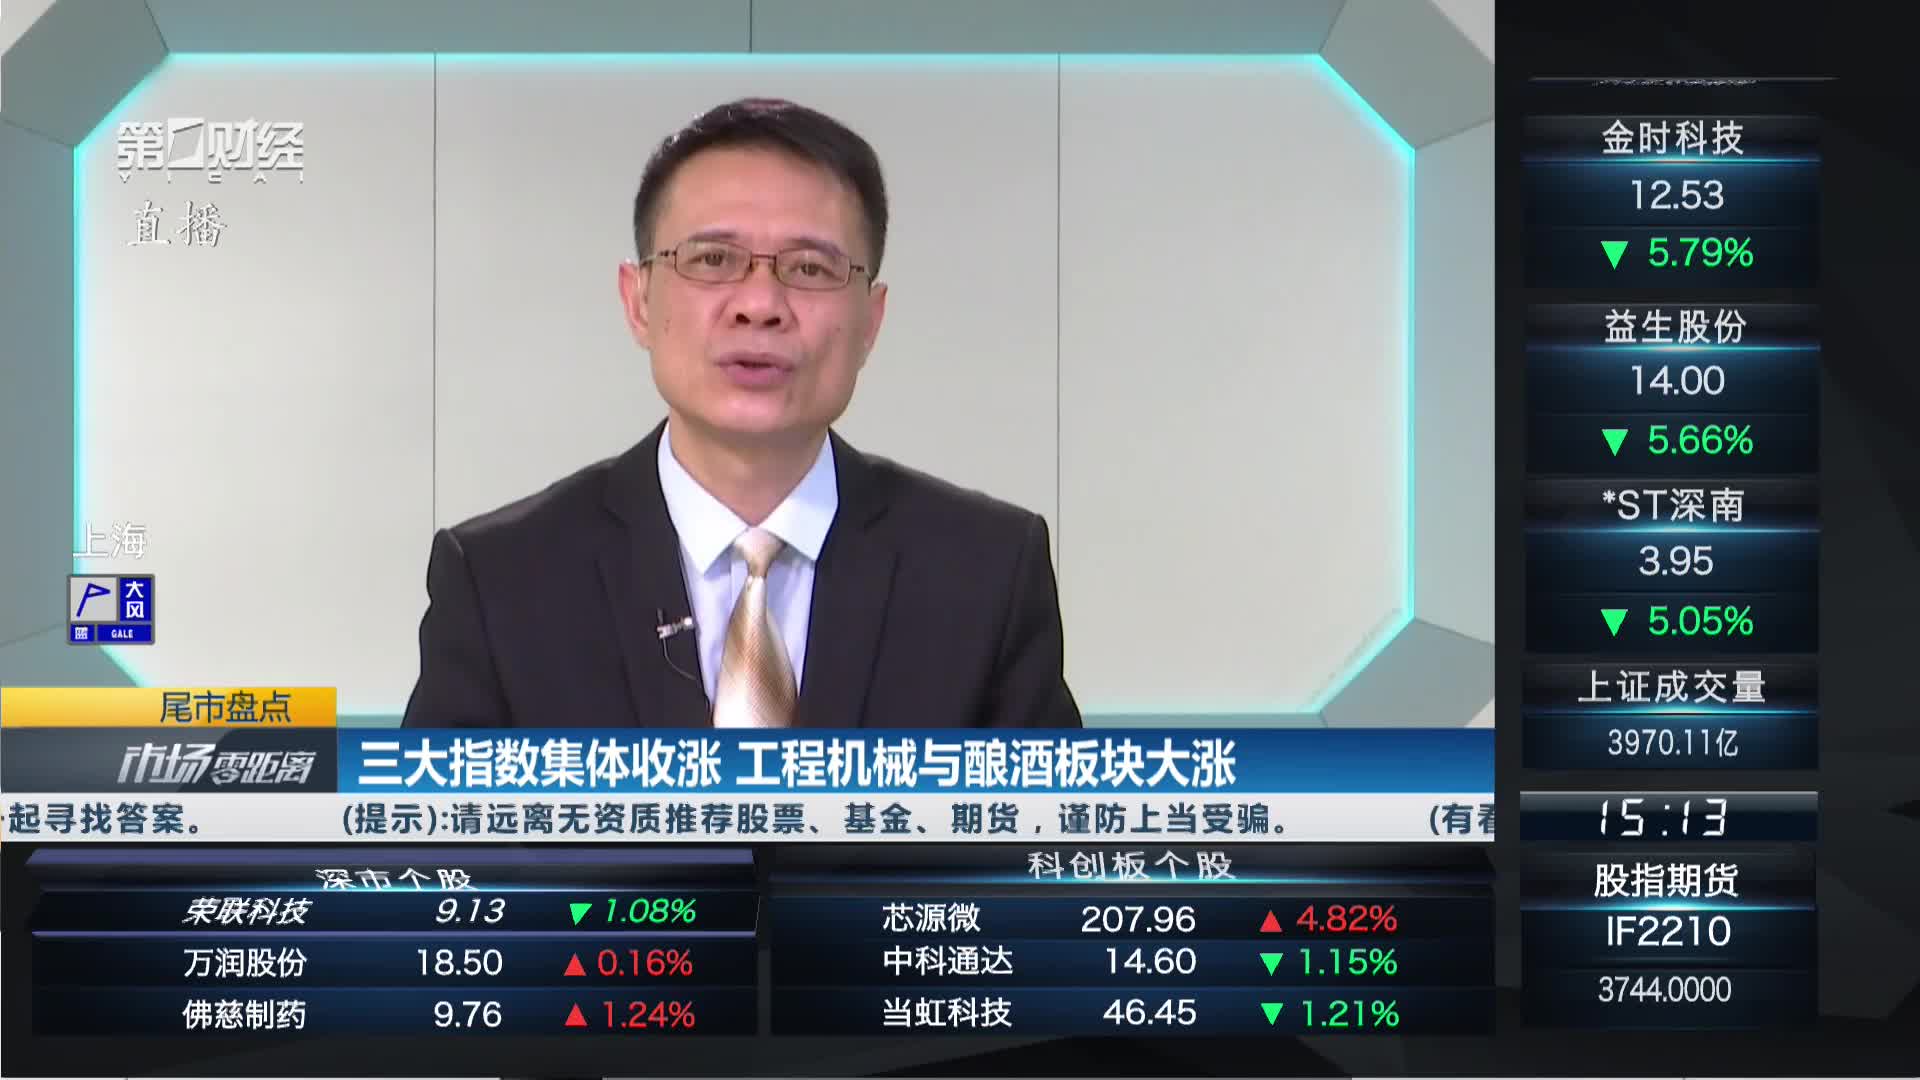 第一财经
YICAI
直播
上海
大风
蓝 GALE
尾市盘点
市场零距离
三大指数集体收涨 工程机械与酿酒板块大涨
起寻找答案。 (提示):请远离无资质推荐股票、基金、期货，谨防上当受骗。 (有看
深市个股
荣联科技 9.13 ▼ 1.08%
万润股份 18.50 ▲ 0.16%
佛慈制药 9.76 ▲ 1.24%
科创板个股
芯源微 207.96 ▲ 4.82%
中科通达 14.60 ▼ 1.15%
当虹科技 46.45 ▼ 1.21%
金时科技
12.53
▼ 5.79%
益生股份
14.00
▼ 5.66%
*ST深南
3.95
▼ 5.05%
上证成交量
3970.11亿
15:13
股指期货
IF2210
3744.0000